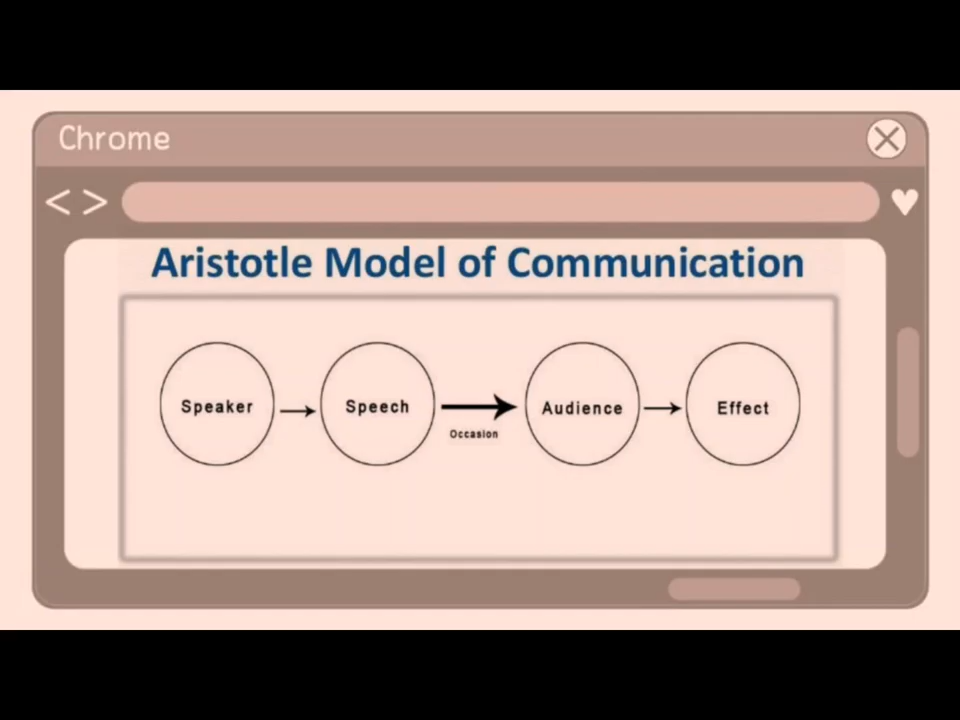 Chrome
Aristotle Model of Communication
Speaker
Speech
Occasion
Audience
Effect